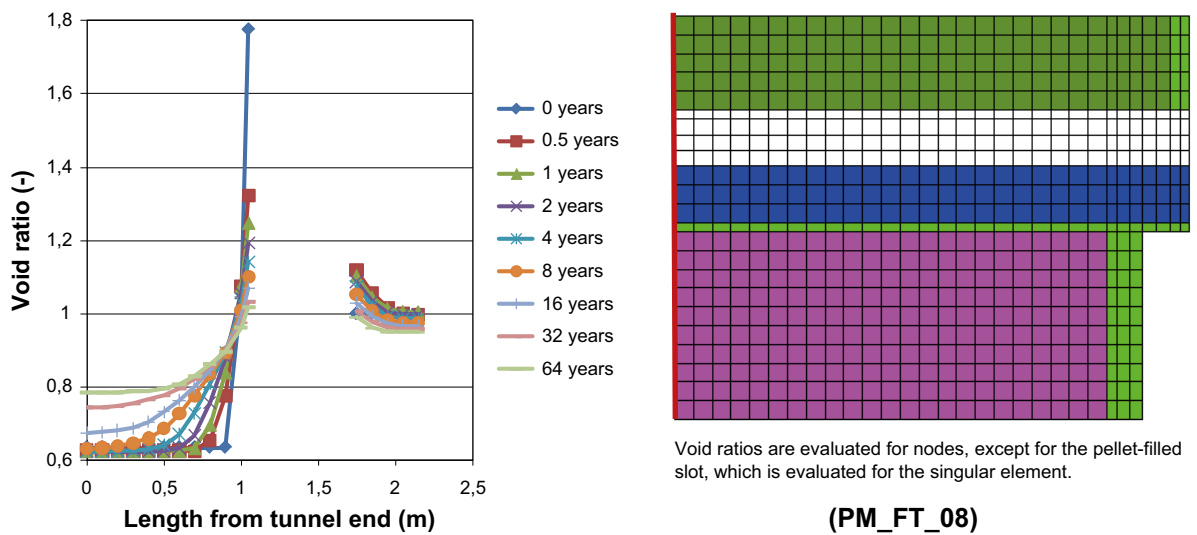 1,8
1,6
1,4
1,2
1
0,8
0,6
Void ratio (-)
0
0,5
1
1,5
2
2,5
Length from tunnel end (m)
0 years
0.5 years
1 years
2 years
4 years
8 years
16 years
32 years
64 years
Void ratios are evaluated for nodes, except for the pellet-filled
slot, which is evaluated for the singular element.
(PM_FT_08)